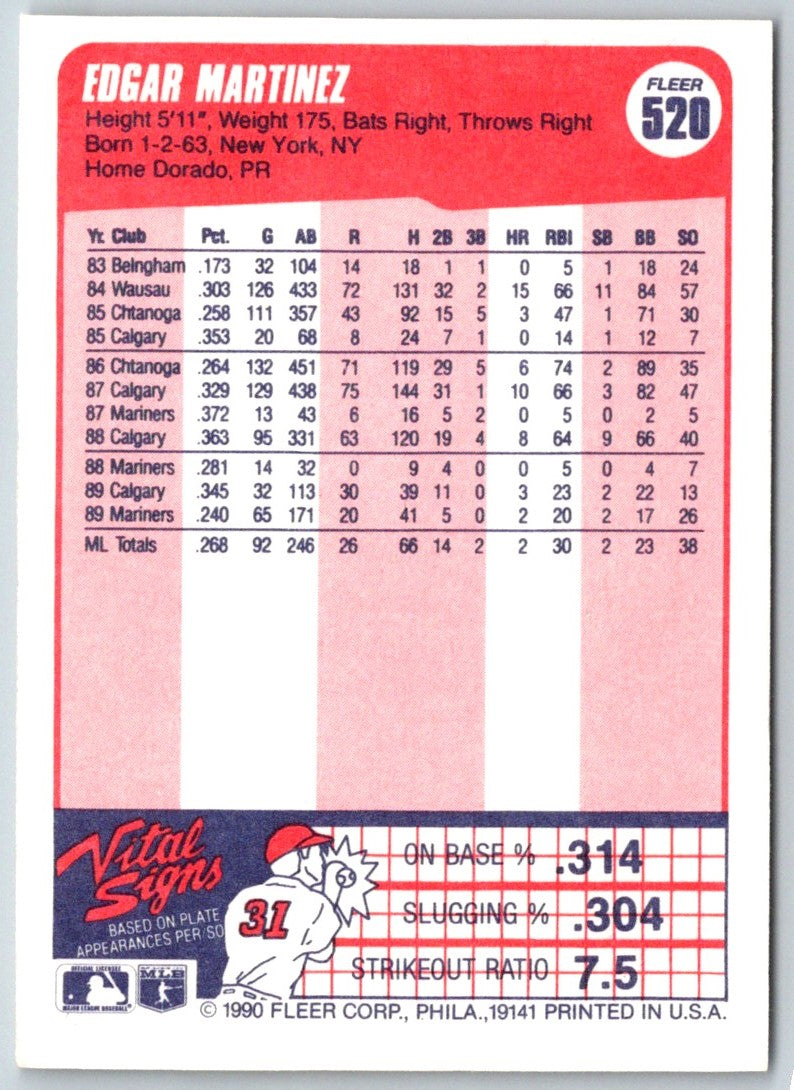 EDGAR MARTINEZ
FLEER
520
Height 5'11", Weight 175, Bats Right, Throws Right
Born 1-2-63, New York, NY
Home Dorado, PR
Yr. Club Pct. G AB R H 2B 3B HR RBI SB BB SO
83 Belngham .173 32 104 14 18 1 1 0 5 1 18 24
84 Wausau .303 126 433 72 131 32 2 15 66 11 84 57
85 Chtanoga .258 111 357 43 92 15 5 3 47 1 71 30
85 Calgary .353 20 68 8 24 7 1 0 14 1 12 7
86 Chtanoga .264 132 451 71 119 29 5 6 74 2 89 35
87 Calgary .329 129 438 75 144 31 1 10 66 3 82 47
87 Mariners .372 13 43 6 16 5 2 0 5 0 2 5
88 Calgary .363 95 331 63 120 19 4 8 64 9 66 40
88 Mariners .281 14 32 0 9 4 0 0 5 0 4 7
89 Calgary .345 32 113 30 39 11 0 3 23 2 22 13
89 Mariners .240 65 171 20 41 5 0 2 20 2 17 26
ML Totals .268 92 246 26 66 14 2 2 30 2 23 38
Vital
Signs
BASED ON PLATE
APPEARANCES PER/SO
31
ON BASE % .314
SLUGGING % .304
STRIKEOUT RATIO 7.5
OFFICIAL LICENSEE
MAJOR LEAGUE BASEBALL
MLB
© 1990 FLEER CORP., PHILA.,19141 PRINTED IN U.S.A.